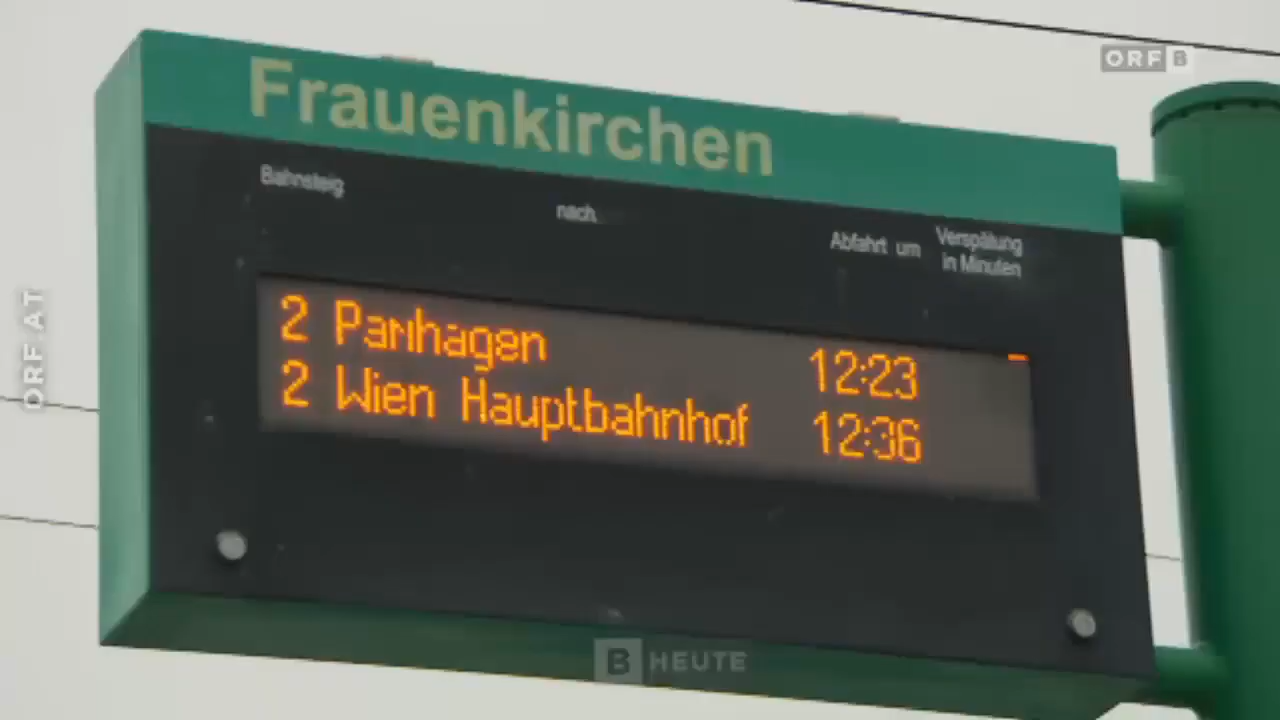 ORF B
Frauenkirchen
Bahnsteig
nach
Abfahrt um
Verspätung
in Minuten
2 Pamhagen 12:23
2 Wien Hauptbahnhof 12:36
ORF.AT
B HEUTE